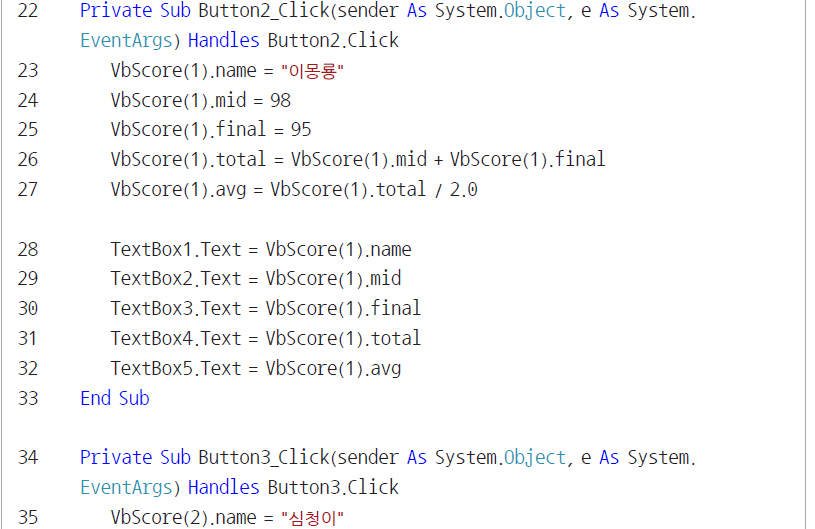 22 Private Sub Button2_Click(sender As System.Object, e As System.
EventArgs) Handles Button2.Click
23 VbScore(1).name = "이몽룡"
24 VbScore(1).mid = 98
25 VbScore(1).final = 95
26 VbScore(1).total = VbScore(1).mid + VbScore(1).final
27 VbScore(1).avg = VbScore(1).total / 2.0
28 TextBox1.Text = VbScore(1).name
29 TextBox2.Text = VbScore(1).mid
30 TextBox3.Text = VbScore(1).final
31 TextBox4.Text = VbScore(1).total
32 TextBox5.Text = VbScore(1).avg
33 End Sub
34 Private Sub Button3_Click(sender As System.Object, e As System.
EventArgs) Handles Button3.Click
35 VbScore(2).name = "심청이"